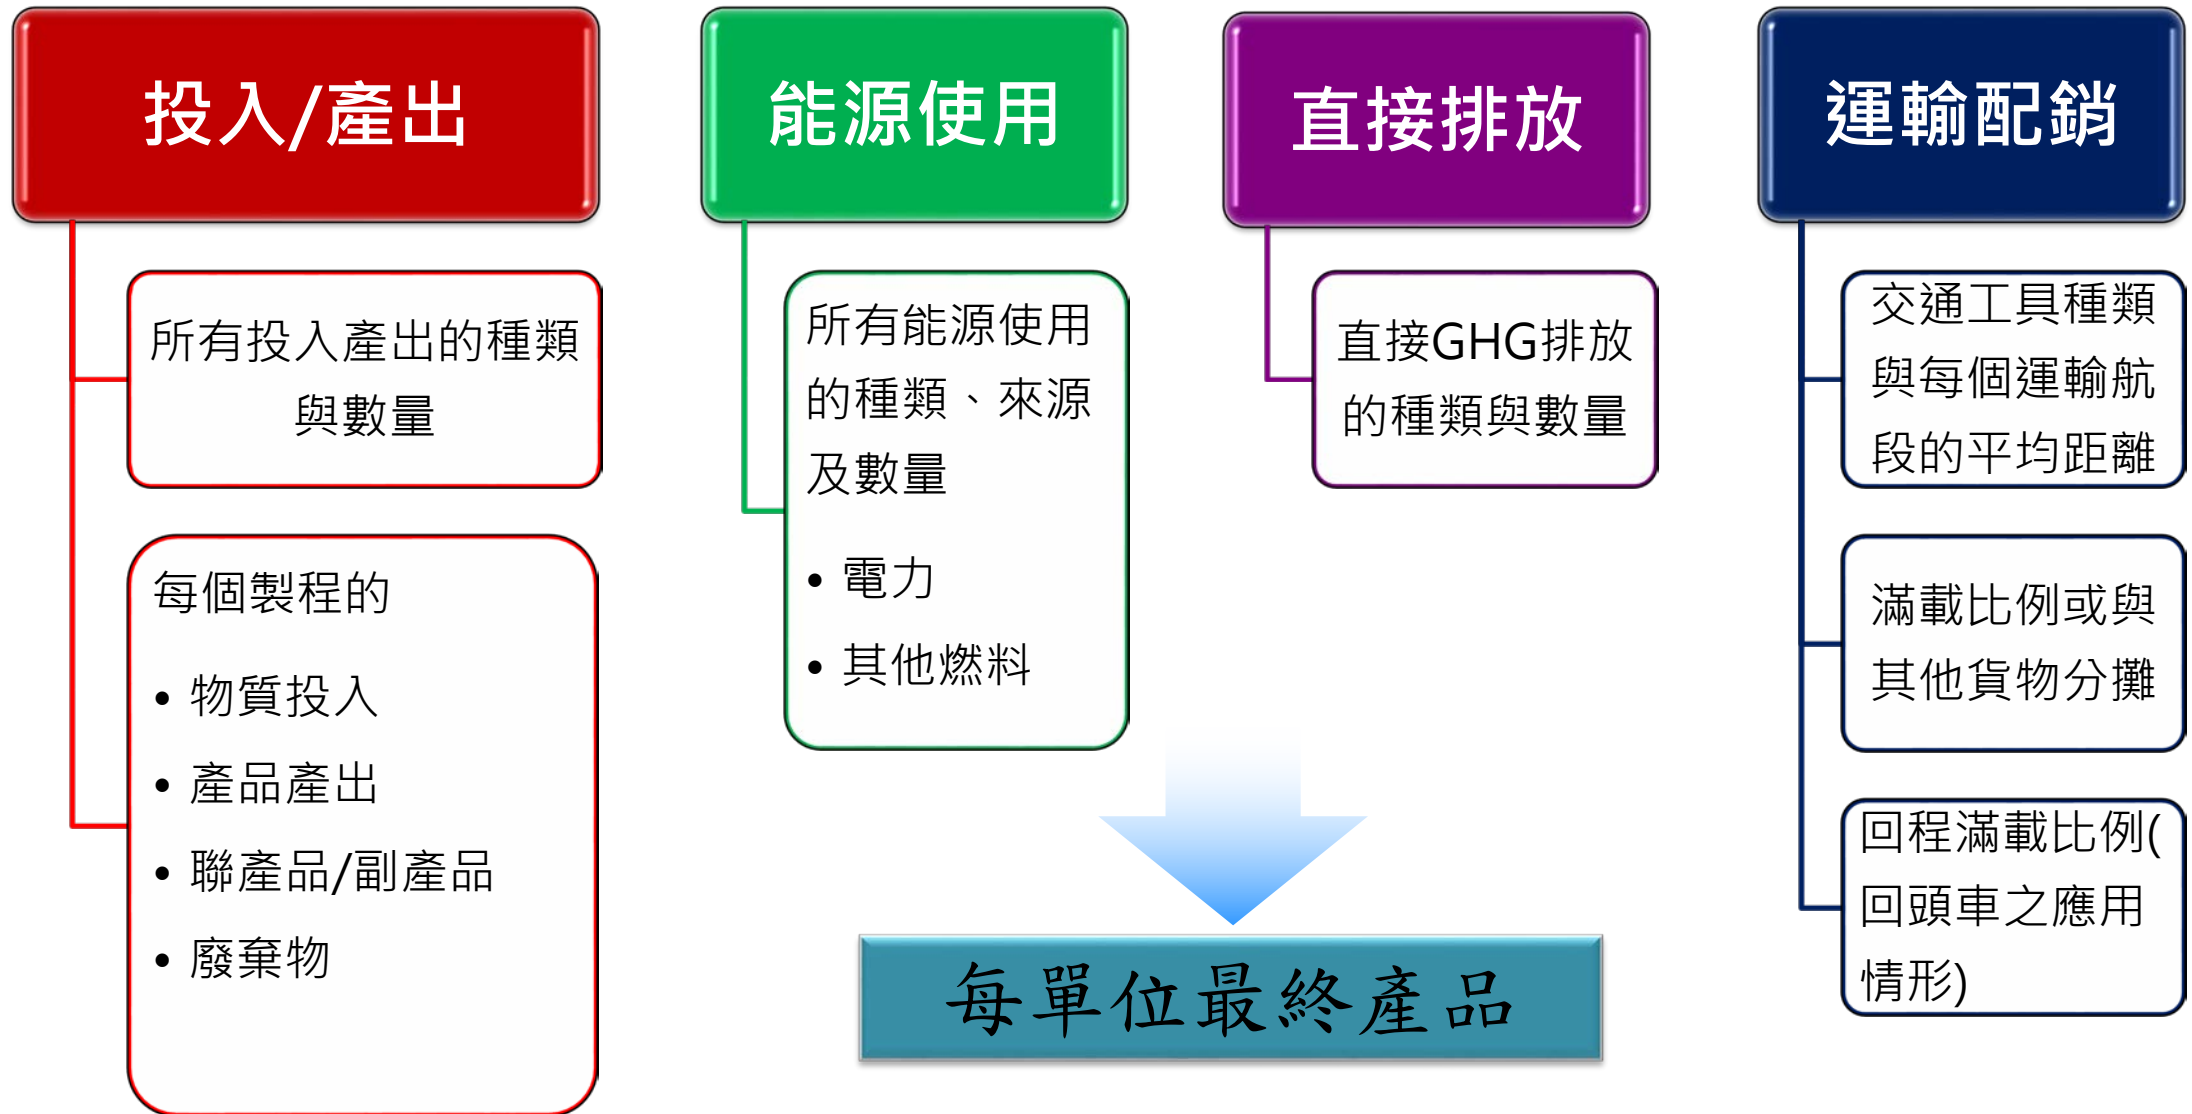 投入/產出
所有投入產出的種類
與數量
每個製程的
• 物質投入
• 產品產出
• 聯產品/副產品
• 廢棄物
能源使用
所有能源使用
的種類、來源
及數量
• 電力
• 其他燃料
直接排放
直接GHG排放
的種類與數量
運輸配銷
交通工具種類
與每個運輸航
段的平均距離
滿載比例或與
其他貨物分攤
回程滿載比例(
回頭車之應用
情形)
每單位最終產品